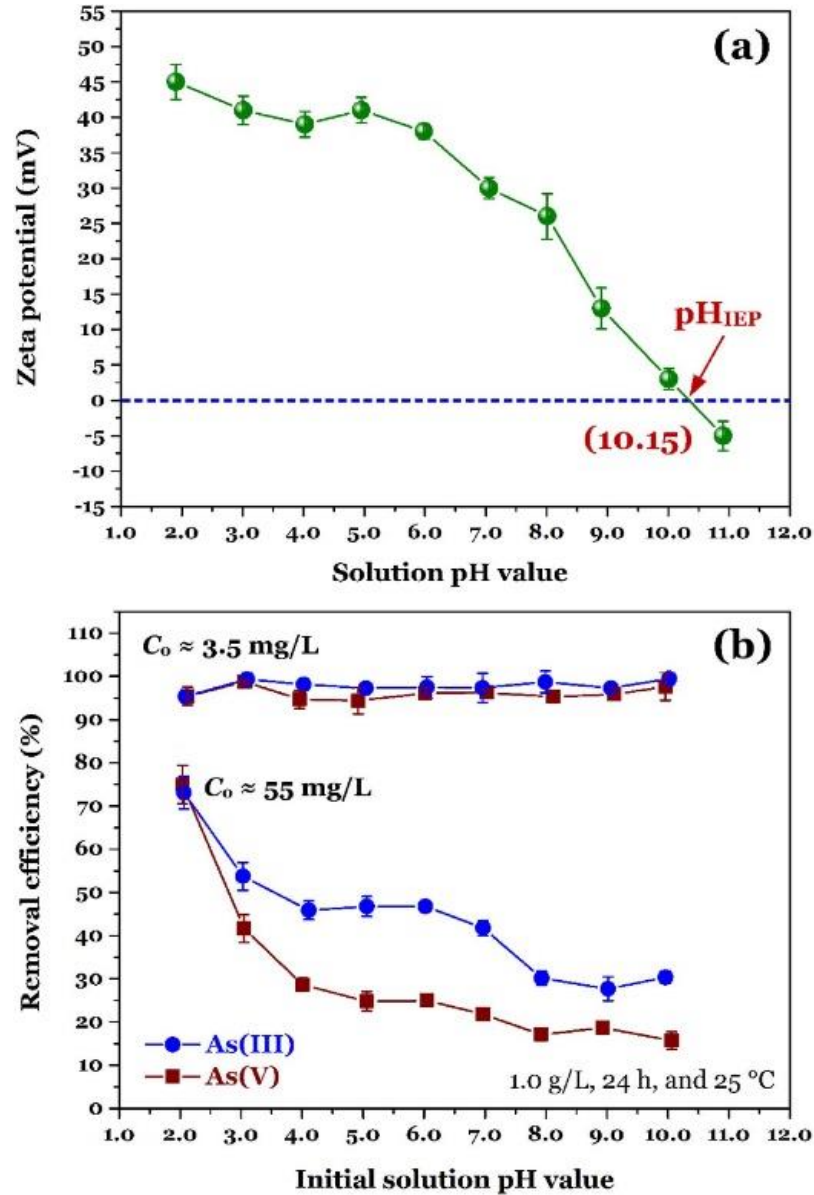 (a)
55
50
45
40
35
30
25
20
15
10
5
0
-5
-10
-15
Zeta potential (mV)
pHIEP
(10.15)
1.0 2.0 3.0 4.0 5.0 6.0 7.0 8.0 9.0 10.0 11.0 12.0
Solution pH value
(b)
110
100
90
80
70
60
50
40
30
20
10
0
Removal efficiency (%)
C₀ ≈ 3.5 mg/L
C₀ ≈ 55 mg/L
As(III)
As(V)
1.0 g/L, 24 h, and 25 °C
1.0 2.0 3.0 4.0 5.0 6.0 7.0 8.0 9.0 10.0 11.0 12.0
Initial solution pH value